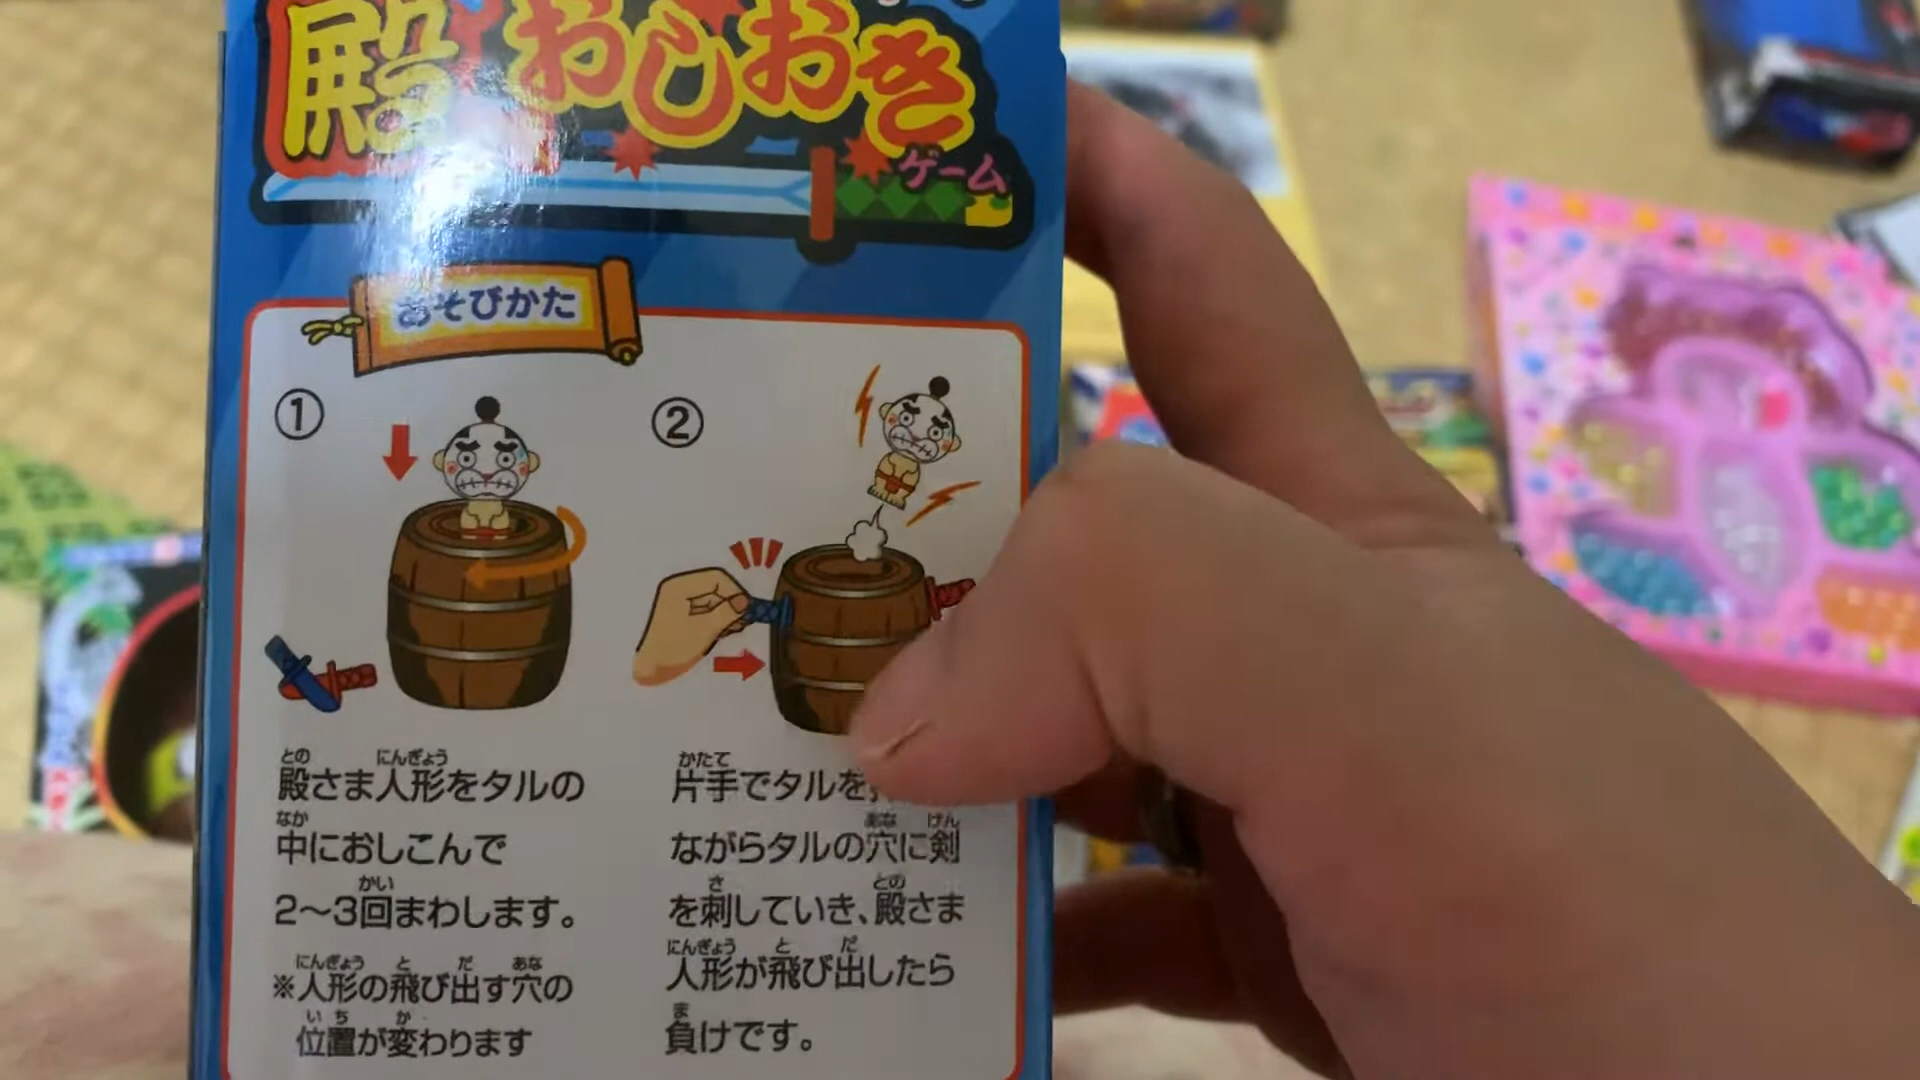 殿おしおき
ゲーム
あそびかた
①
殿さま人形をタルの
中におしこんで
2〜3回まわします。
※人形の飛び出す穴の
位置が変わります
②
片手でタルを
ながらタルの穴に剣
を刺していき、殿さま
人形が飛び出したら
負けです。